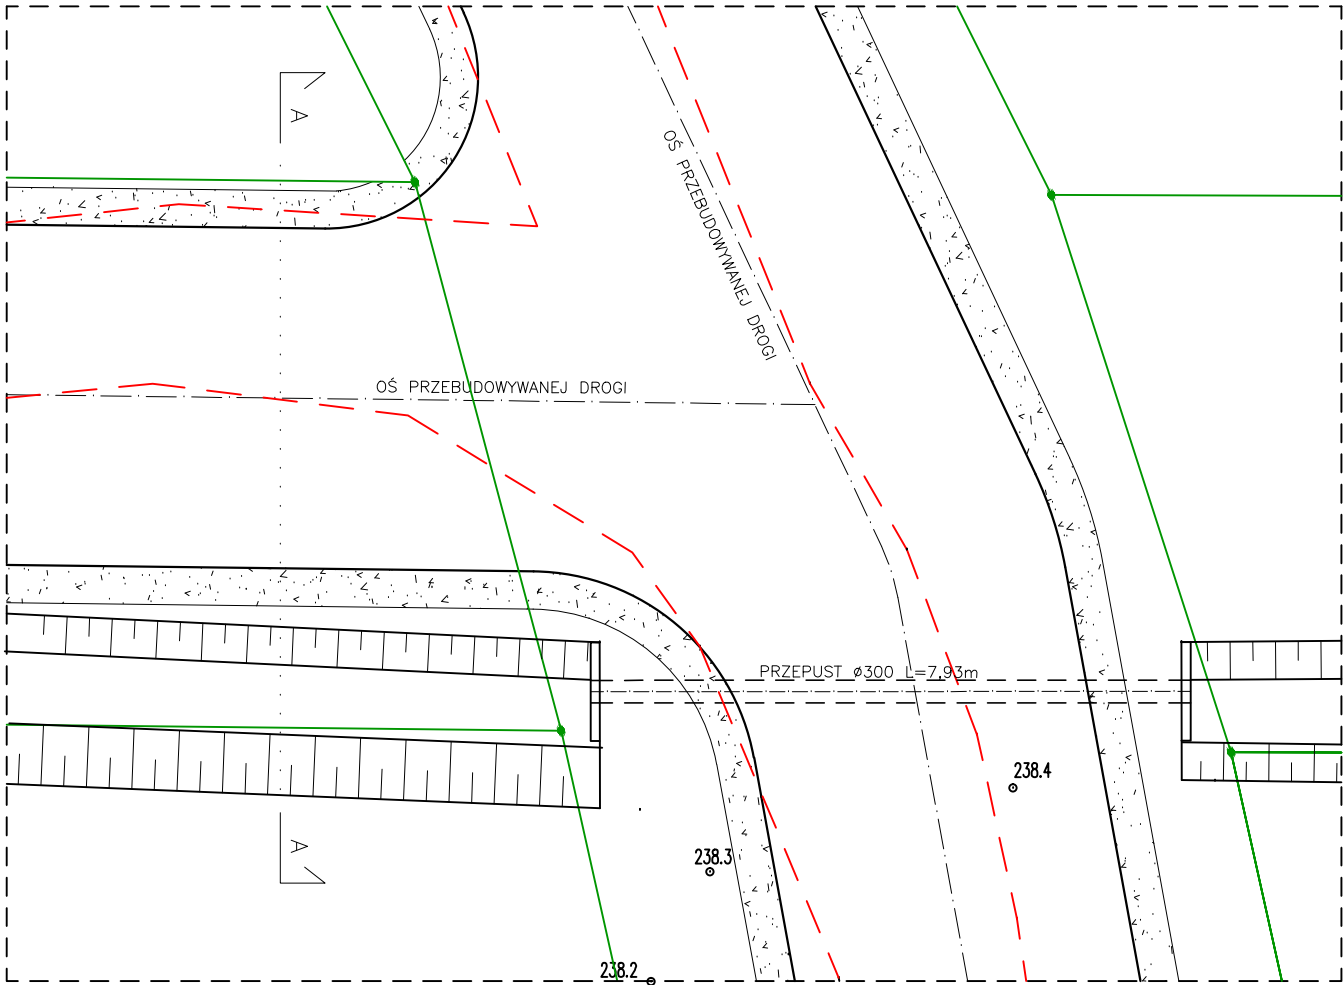 A
OŚ PRZEBUDOWYWANEJ DROGI
OŚ PRZEBUDOWYWANEJ DROGI
PRZEPUST ø300 L=7,93m
238.4
A
238.3
238.2